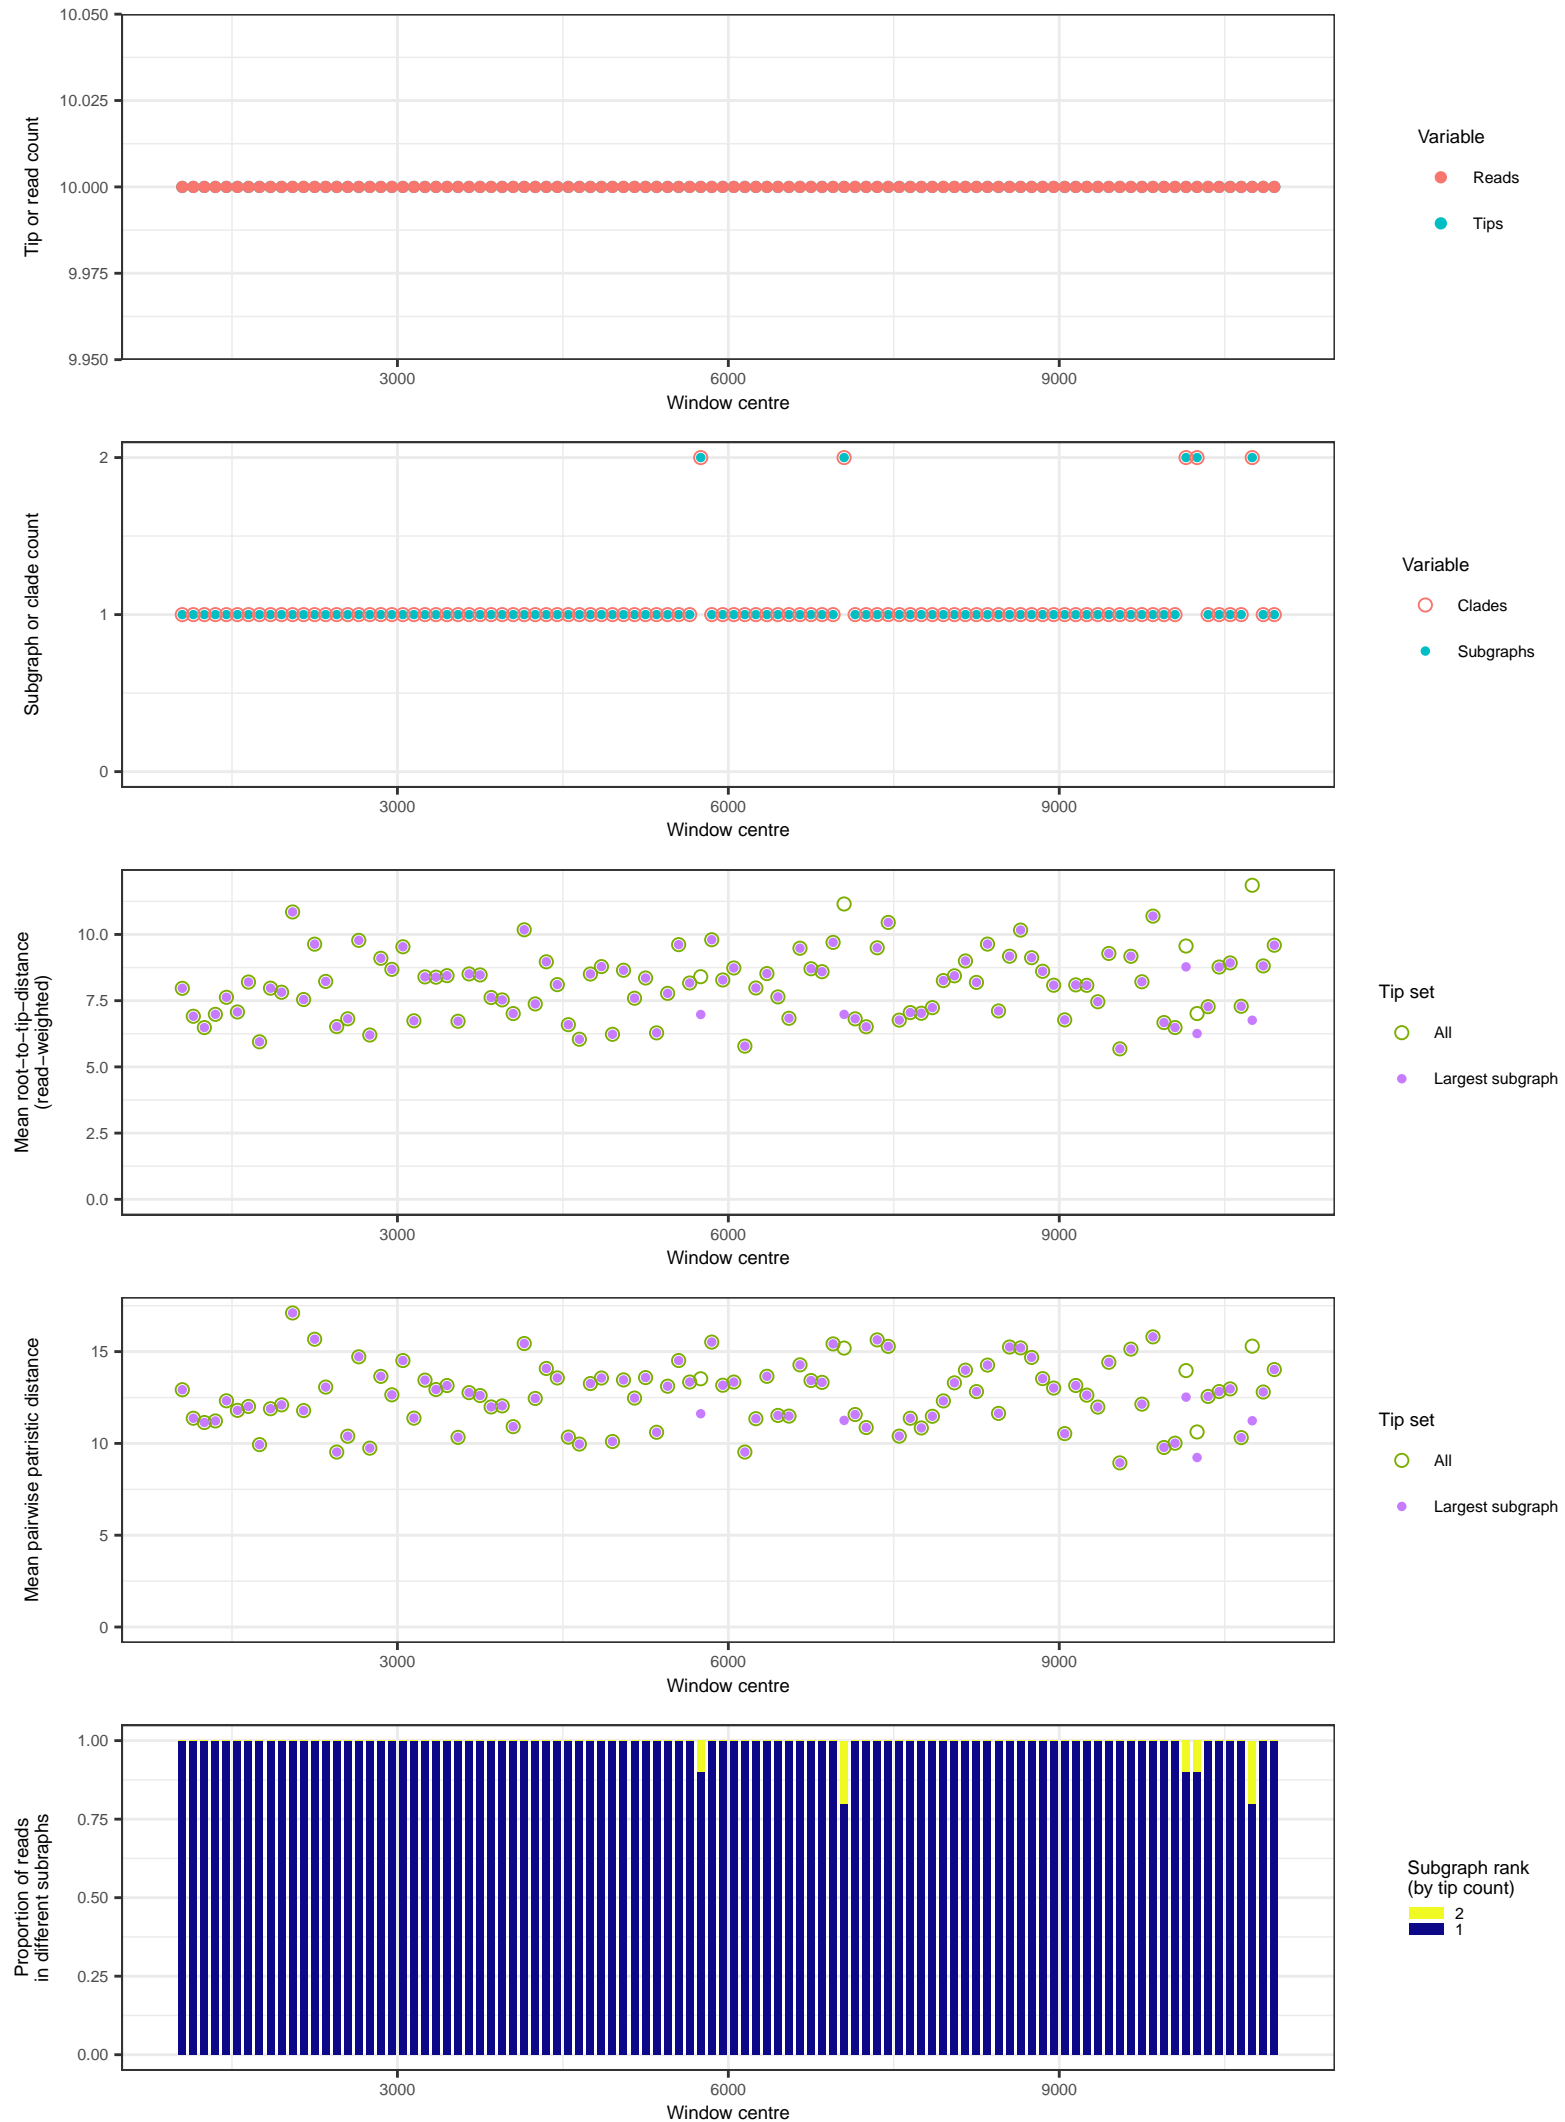 10.050
10.025
10.000
9.975
9.950
Tip or read count
3000
6000
9000
Window centre
Variable
Reads
Tips
2
1
0
Subgraph or clade count
3000
6000
9000
Window centre
Variable
Clades
Subgraphs
10.0
7.5
5.0
2.5
0.0
Mean root−to−tip−distance
(read−weighted)
3000
6000
9000
Window centre
Tip set
All
Largest subgraph
15
10
5
0
Mean pairwise patristic distance
3000
6000
9000
Window centre
Tip set
All
Largest subgraph
1.00
0.75
0.50
0.25
0.00
Proportion of reads
in different subraphs
3000
6000
9000
Window centre
Subgraph rank
(by tip count)
2
1